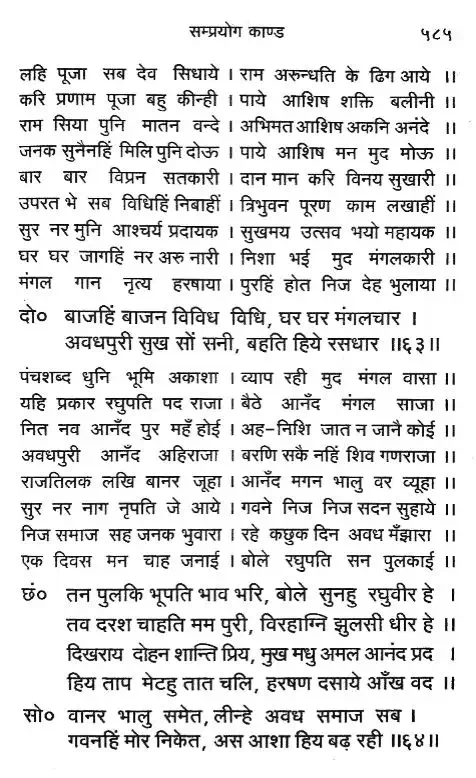 सम्प्रयोग काण्ड ५८५
लहि पूजा सब देव सिधाये । राम अरुन्धति के ढिग आये ।।
करि प्रणाम पूजा बहु कीन्ही । पाये आशिष शक्ति बलीनी ।।
राम सिया पुनि मातन वन्दे । अभिमत आशिष अकनि अनंदे ।।
जनक सुनैनहिं मिलि पुनि दोऊ । पाये आशिष मन मुद मोऊ ।।
बार बार विप्रन सतकारी । दान मान करि विनय सुखारी ।।
उपरत भे सब विधिहिं निबाहीं । त्रिभुवन पूरण काम लखाहीं ।।
सुर नर मुनि आश्चर्य प्रदायक । सुखमय उत्सव भयो महायक ।।
घर घर जागहिं नर अरु नारी । निशा भई मुद मंगलकारी ।।
मंगल गान नृत्य हरषाया । पुरहिं होत निज देह भुलाया ।।
दो० बाजहिं बाजन विविध विधि, घर घर मंगलचार ।
अवधपुरी सुख सों सनी, बहति हिये रसधार ।।६३।।
पंचशब्द धुनि भूमि अकाशा । व्याप रही मुद मंगल वासा ।।
यहि प्रकार रघुपति पद राजा । बैठे आनँद मंगल साजा ।।
नित नव आनँद पुर महँ होई । अह-निशि जात न जानै कोई ।।
अवधपुरी आनँद अहिराजा । बरणि सकै नहिं शिव गणराजा ।।
राजतिलक लखि बानर जूहा । आनँद मगन भालु वर व्यूहा ।।
सुर नर नाग नृपति जे आये । गवने निज निज सदन सुहाये ।।
निज समाज सह जनक भुवारा । रहे कछुक दिन अवध मँझारा ।।
एक दिवस मन चाह जनाई । बोले रघुपति सन पुलकाई ।।
छं० तन पुलकि भूपति भाव भरि, बोले सुनहु रघुवीर हे ।
तव दरश चाहति मम पुरी, विरहाग्नि झुलसी धीर हे ।।
दिखराय दोहन शान्ति प्रिय, मुख मधु अमल आनंद प्रद ।
हिय ताप मेटहु तात चलि, हरषण दसाये आँख वद ।।
सो० वानर भालु समेत, लीन्हे अवध समाज सब ।
गवनहिं मोर निकेत, अस आशा हिय बढ़ रही ।।६४।।